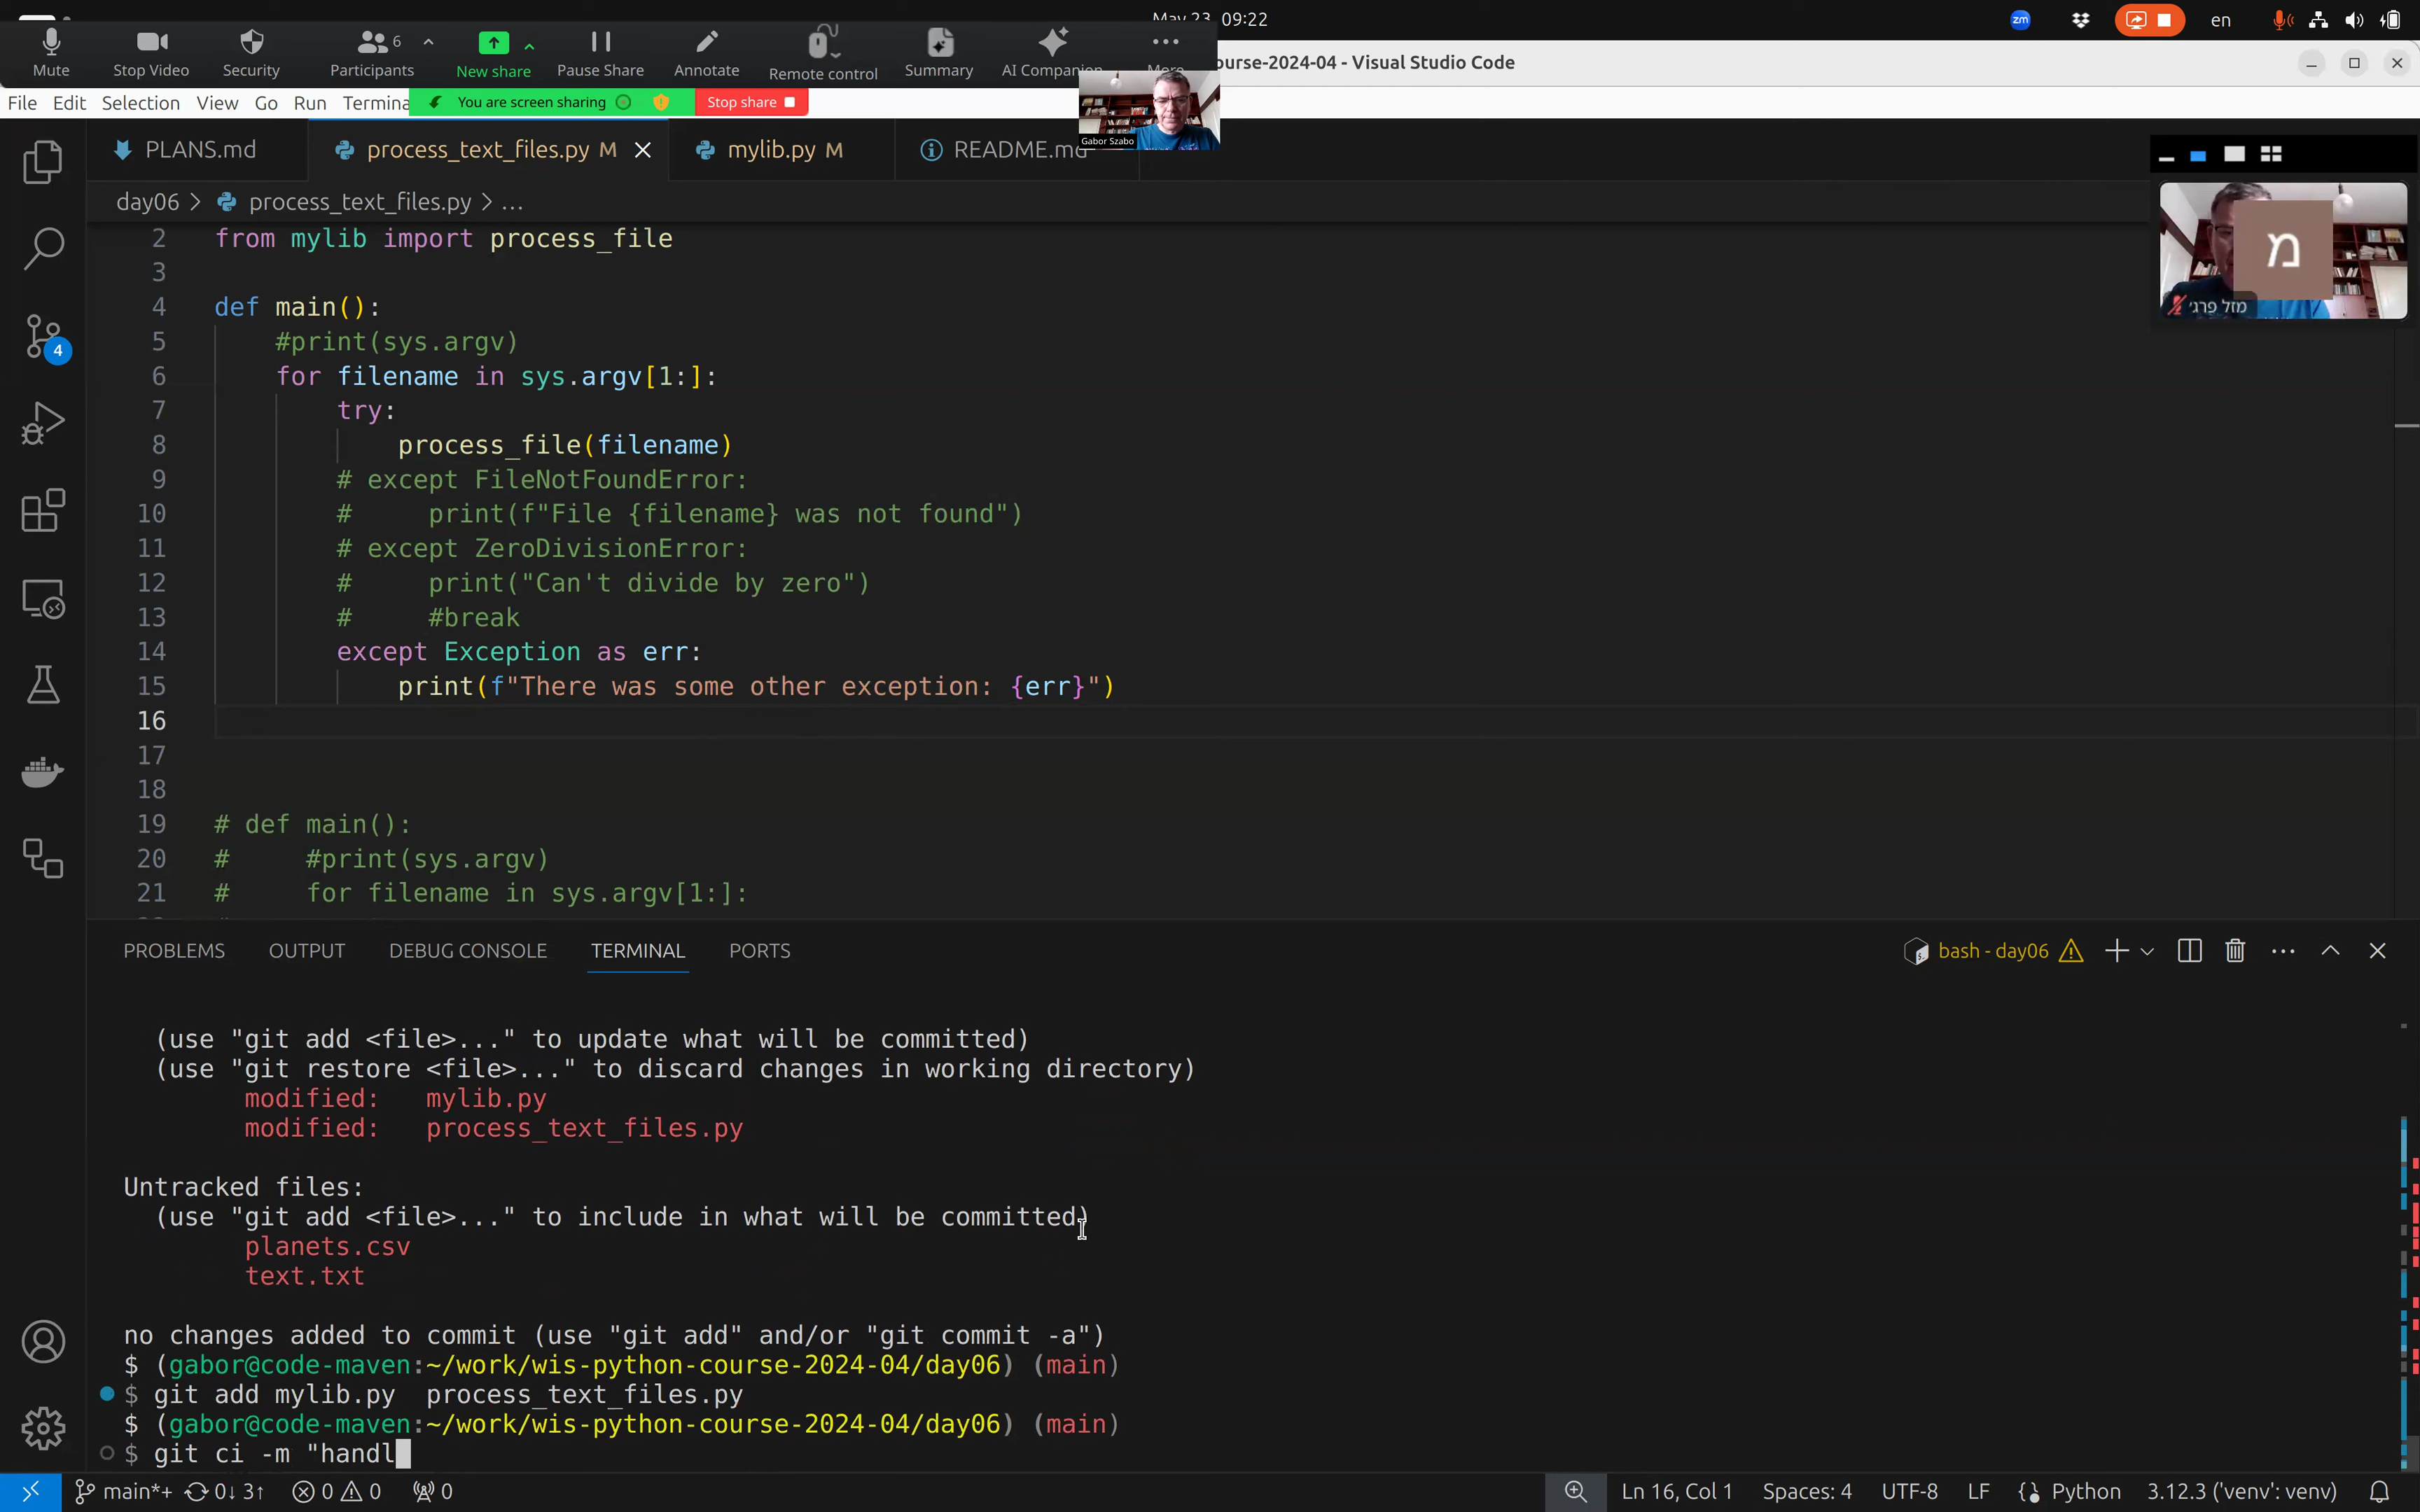 May 23, 09:22
zm
en
Mute
Stop Video
Security
Participants 6
New share
Pause Share
Annotate
Remote control
Summary
AI Companion
More
ourse-2024-04 - Visual Studio Code
File Edit Selection View Go Run Termina
You are screen sharing
Stop share
Gabor Szabo
PLANS.md
process_text_files.py M
mylib.py M
README.md
day06 > process_text_files.py > ...
מ
מזל פרג'י
4
2 from mylib import process_file
3
4 def main():
5     #print(sys.argv)
6     for filename in sys.argv[1:]:
7         try:
8             process_file(filename)
9         # except FileNotFoundError:
10         #     print(f"File {filename} was not found")
11         # except ZeroDivisionError:
12         #     print("Can't divide by zero")
13         #     #break
14         except Exception as err:
15             print(f"There was some other exception: {err}")
16
17
18
19 # def main():
20 #     #print(sys.argv)
21 #     for filename in sys.argv[1:]:
PROBLEMS OUTPUT DEBUG CONSOLE TERMINAL PORTS
bash - day06
(use "git add <file>..." to update what will be committed)
(use "git restore <file>..." to discard changes in working directory)
modified:   mylib.py
modified:   process_text_files.py
Untracked files:
(use "git add <file>..." to include in what will be committed)
planets.csv
text.txt
no changes added to commit (use "git add" and/or "git commit -a")
$ (gabor@code-maven:~/work/wis-python-course-2024-04/day06) (main)
$ git add mylib.py  process_text_files.py
$ (gabor@code-maven:~/work/wis-python-course-2024-04/day06) (main)
$ git ci -m "handl
main*+ 0↓ 3↑ 0 0 0 Ln 16, Col 1 Spaces: 4 UTF-8 LF Python 3.12.3 ('venv': venv)